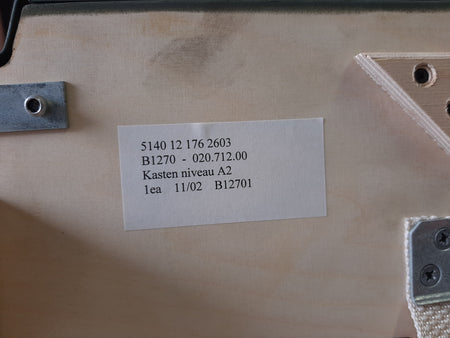 5140 12 176 2603
B1270 - 020.712.00
Kasten niveau A2
1ea 11/02 B12701